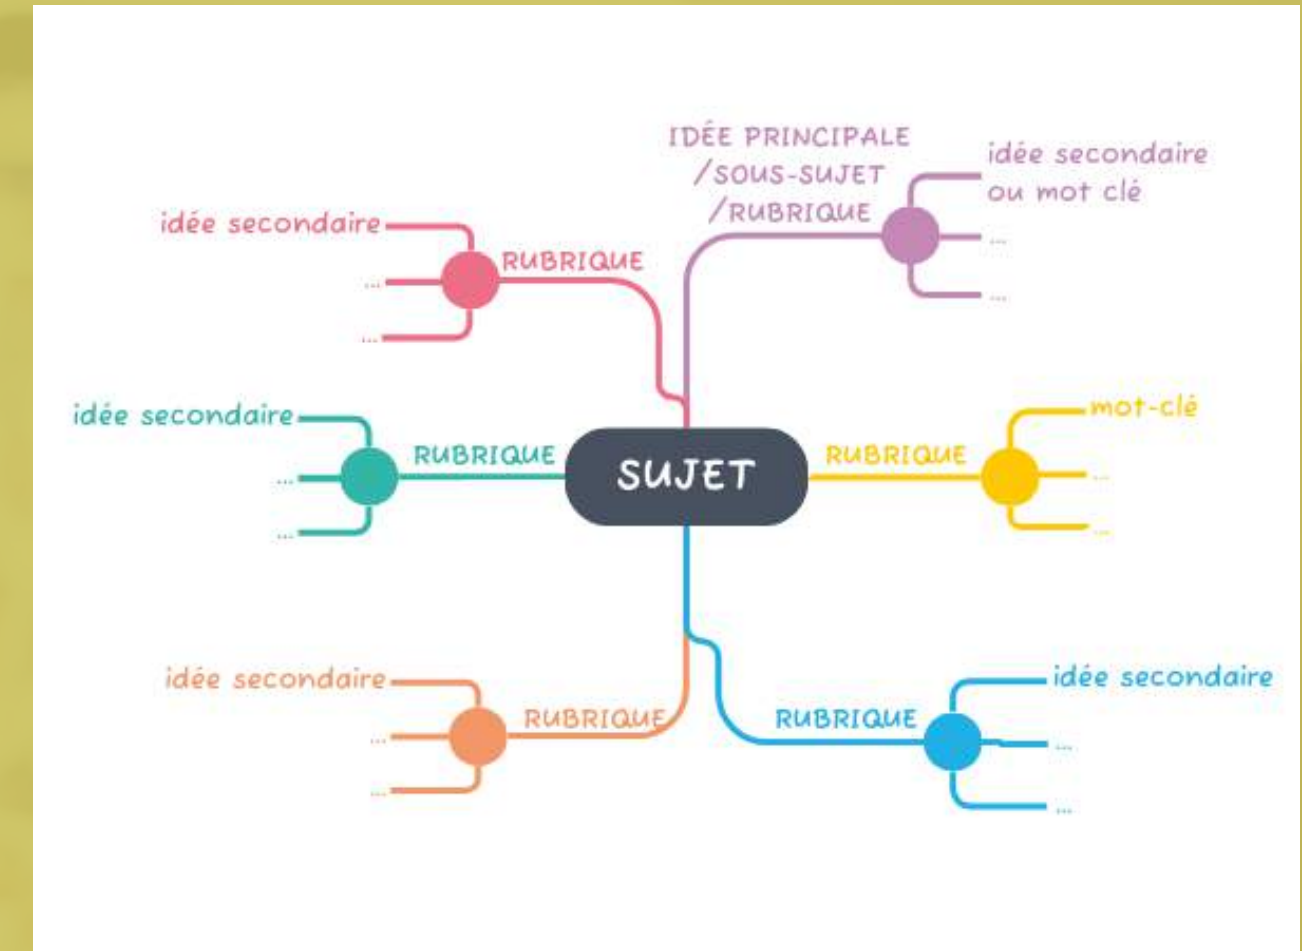 IDÉE PRINCIPALE
/SOUS-SUJET
/RUBRIQUE
idée secondaire
ou mot clé
...
...
idée secondaire
RUBRIQUE
...
...
idée secondaire
RUBRIQUE
...
...
SUJET
RUBRIQUE
mot-clé
...
...
idée secondaire
RUBRIQUE
...
...
RUBRIQUE
idée secondaire
...
...